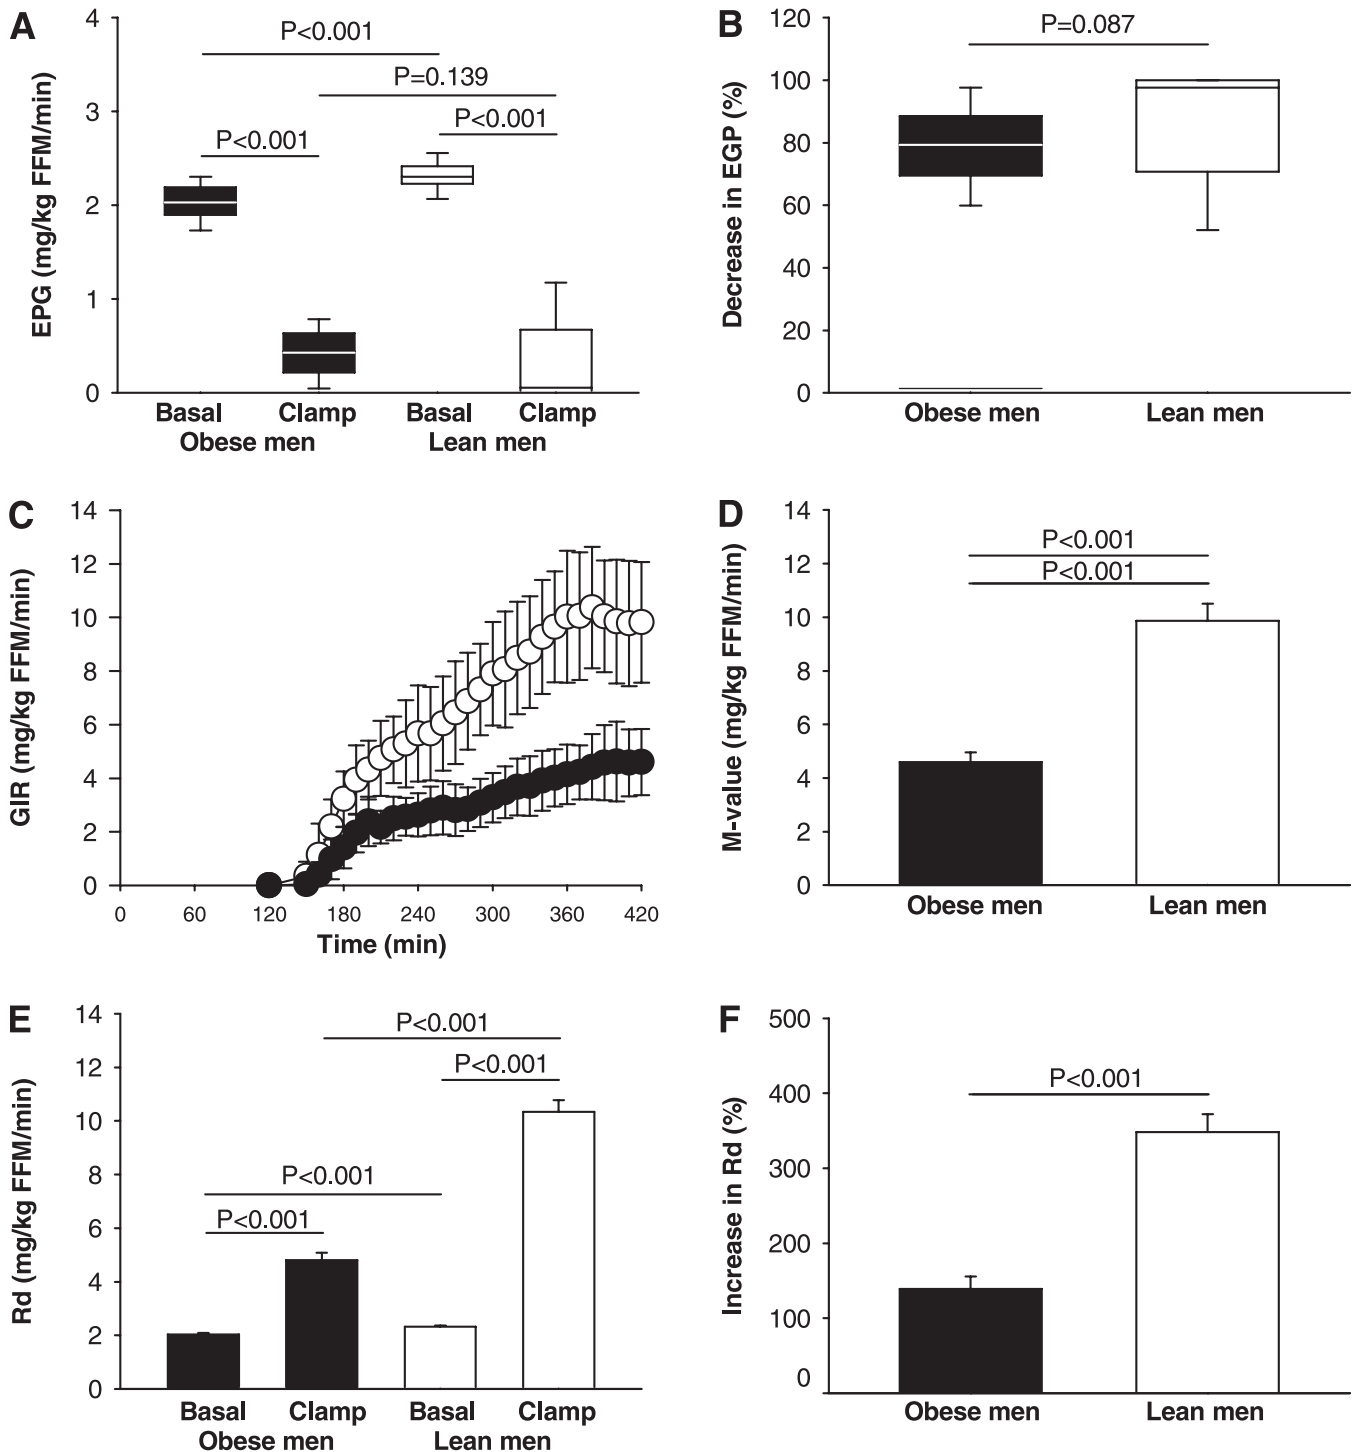 A
EPG (mg/kg FFM/min)
4
3
2
1
0
P<0.001
P=0.139
P<0.001
P<0.001
Basal Clamp Basal Clamp
Obese men Lean men
B
Decrease in EGP (%)
120
100
80
60
40
20
0
P=0.087
Obese men Lean men
C
GIR (mg/kg FFM/min)
14
12
10
8
6
4
2
0
0 60 120 180 240 300 360 420
Time (min)
D
M-value (mg/kg FFM/min)
14
12
10
8
6
4
2
0
P<0.001
P<0.001
Obese men Lean men
E
Rd (mg/kg FFM/min)
14
12
10
8
6
4
2
0
P<0.001
P<0.001
P<0.001
P<0.001
Basal Clamp Basal Clamp
Obese men Lean men
F
Increase in Rd (%)
500
400
300
200
100
0
P<0.001
Obese men Lean men